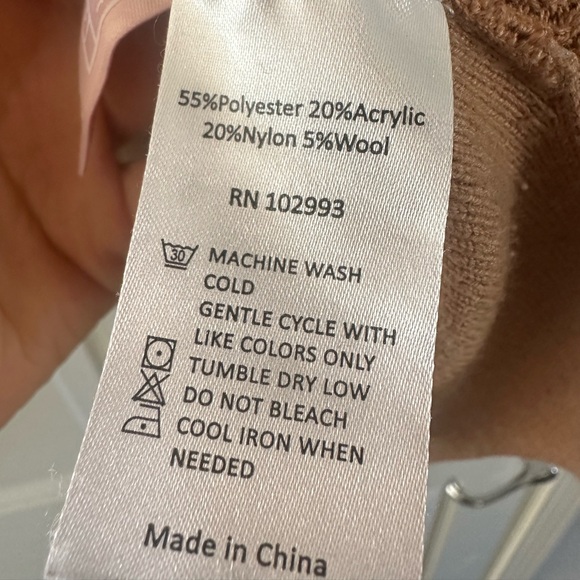 55%Polyester 20%Acrylic
20%Nylon 5%Wool
RN 102993
30
MACHINE WASH
COLD
GENTLE CYCLE WITH
LIKE COLORS ONLY
TUMBLE DRY LOW
DO NOT BLEACH
COOL IRON WHEN
NEEDED
Made in China